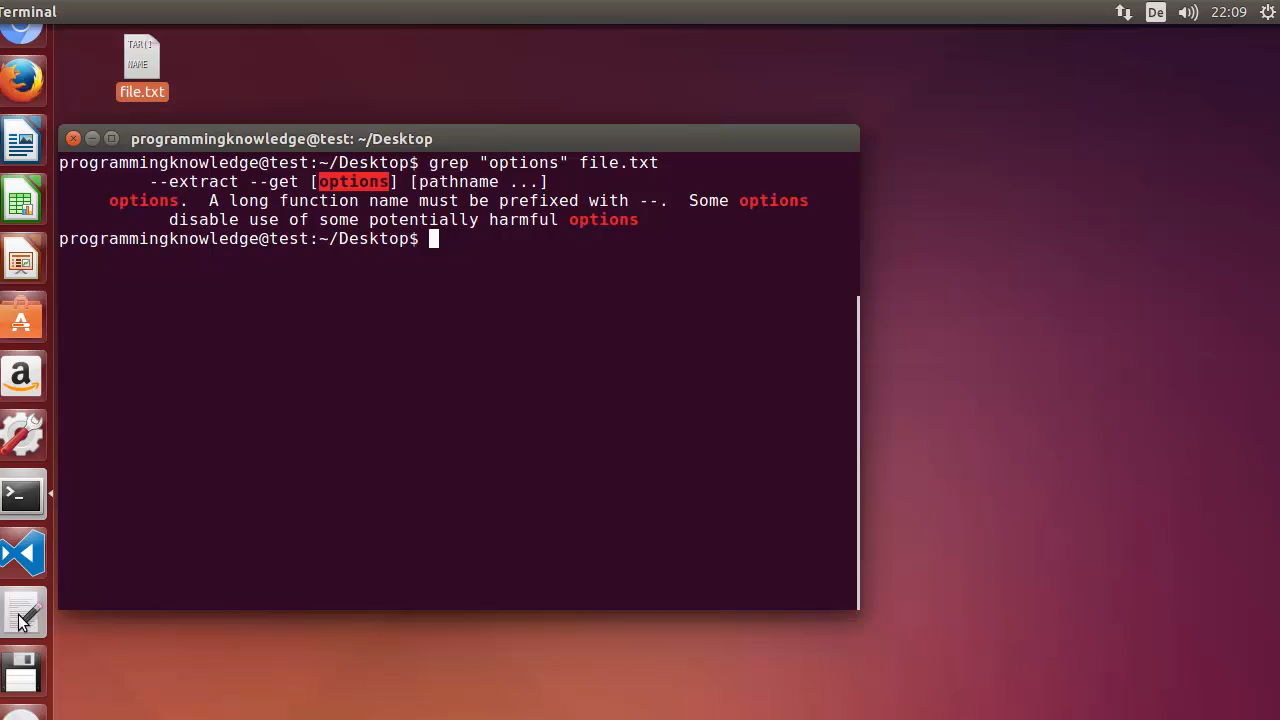 Terminal
De
22:09
TAR(1
NAME
file.txt
programmingknowledge@test: ~/Desktop
programmingknowledge@test:~/Desktop$ grep "options" file.txt
--extract --get [options] [pathname ...]
options.  A long function name must be prefixed with --.  Some options
disable use of some potentially harmful options
programmingknowledge@test:~/Desktop$